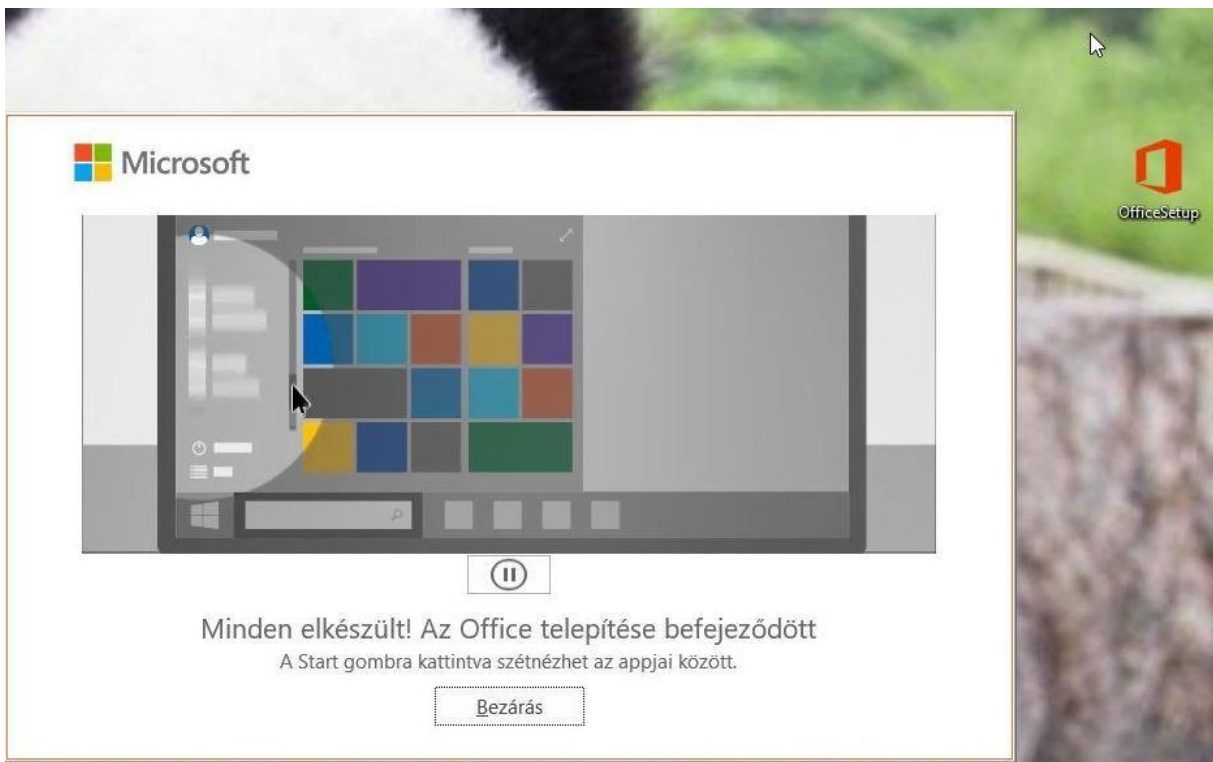 Microsoft
OfficeSetup
Minden elkészült! Az Office telepítése befejeződött
A Start gombra kattintva szétnézhet az appjai között.
Bezárás